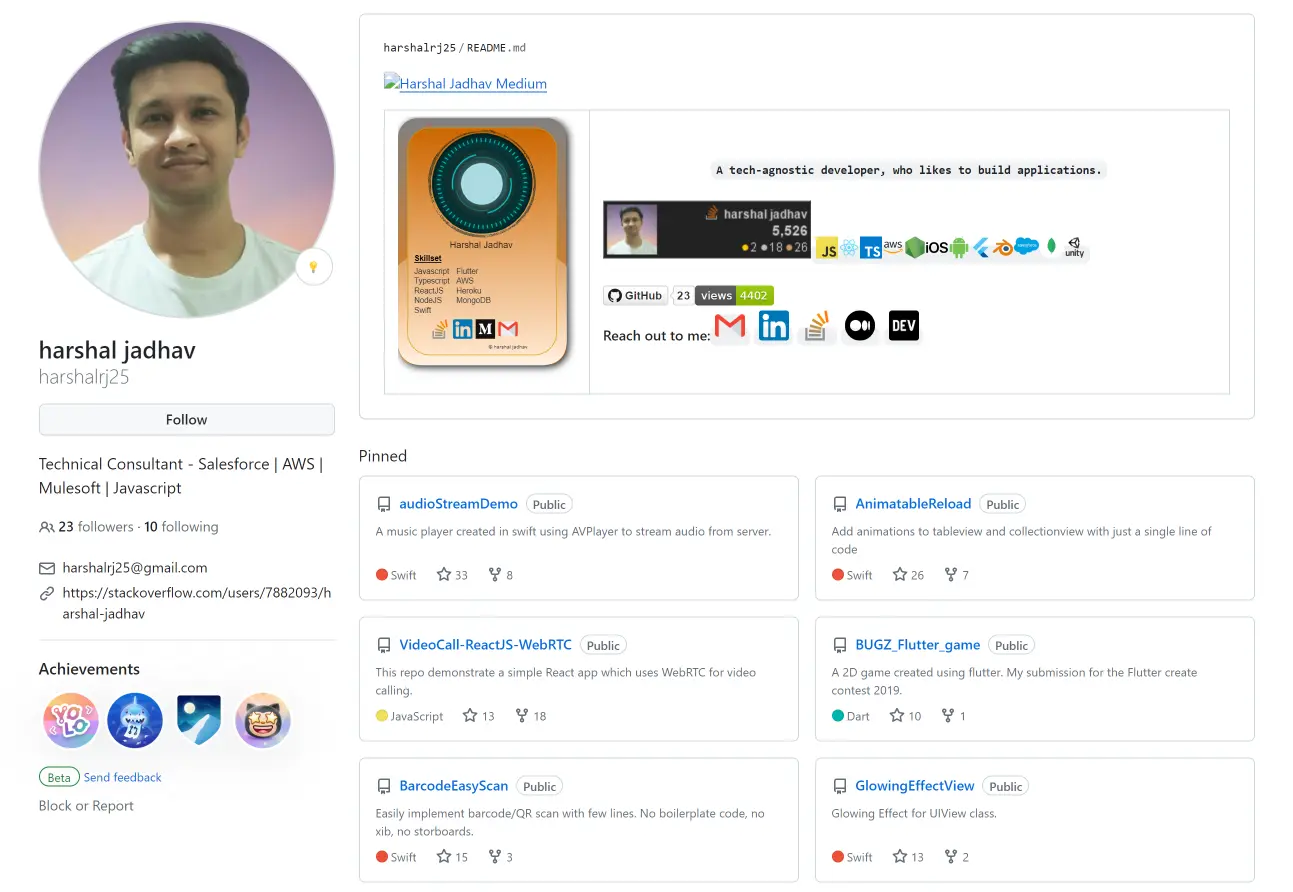 harshal jadhav
harshalrj25
Follow
Technical Consultant - Salesforce | AWS |
Mulesoft | Javascript
23 followers · 10 following
harshalrj25@gmail.com
https://stackoverflow.com/users/7882093/h
arshal-jadhav
Achievements
YOLO
Beta Send feedback
Block or Report
harshalrj25 / README.md
Harshal Jadhav Medium
Harshal Jadhav
Skillset
Javascript Flutter
Typescript AWS
ReactJS Heroku
NodeJS MongoDB
Swift
in M
© harshal jadhav
A tech-agnostic developer, who likes to build applications.
harshal jadhav
5,526
2 18 26
JS TS aws iOS salesforce unity
GitHub 23 views 4402
Reach out to me: in DEV
Pinned
audioStreamDemo Public
A music player created in swift using AVPlayer to stream audio from server.
Swift 33 8
AnimatableReload Public
Add animations to tableview and collectionview with just a single line of
code
Swift 26 7
VideoCall-ReactJS-WebRTC Public
This repo demonstrate a simple React app which uses WebRTC for video
calling.
JavaScript 13 18
BUGZ_Flutter_game Public
A 2D game created using flutter. My submission for the Flutter create
contest 2019.
Dart 10 1
BarcodeEasyScan Public
Easily implement barcode/QR scan with few lines. No boilerplate code, no
xib, no storboards.
Swift 15 3
GlowingEffectView Public
Glowing Effect for UIView class.
Swift 13 2